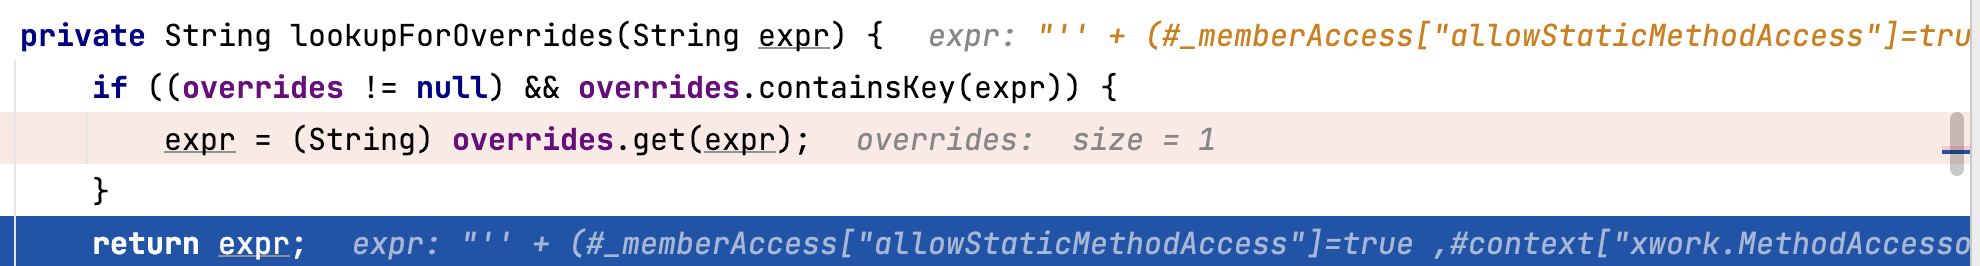 private String lookupForOverrides(String expr) {   expr: "'' + (#_memberAccess["allowStaticMethodAccess"]=tru
    if ((overrides != null) && overrides.containsKey(expr)) {
        expr = (String) overrides.get(expr);   overrides:  size = 1
    }
    return expr;   expr: "'' + (#_memberAccess["allowStaticMethodAccess"]=true ,#context["xwork.MethodAccesso